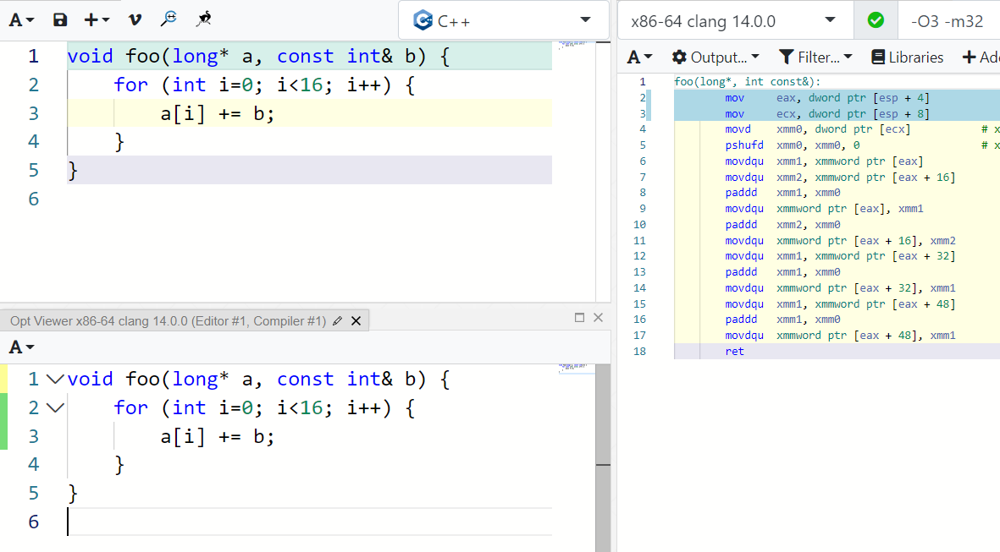 A
C++
1 void foo(long* a, const int& b) {
2 for (int i=0; i<16; i++) {
3 a[i] += b;
4 }
5 }
6
Opt Viewer x86-64 clang 14.0.0 (Editor #1, Compiler #1)
A
1 void foo(long* a, const int& b) {
2 for (int i=0; i<16; i++) {
3 a[i] += b;
4 }
5 }
6
x86-64 clang 14.0.0 -O3 -m32
A Output... Filter... Libraries
1 foo(long*, int const&):
2 mov eax, dword ptr [esp + 4]
3 mov ecx, dword ptr [esp + 8]
4 movd xmm0, dword ptr [ecx] # x
5 pshufd xmm0, xmm0, 0 # x
6 movdqu xmm1, xmmword ptr [eax]
7 movdqu xmm2, xmmword ptr [eax + 16]
8 paddd xmm1, xmm0
9 movdqu xmmword ptr [eax], xmm1
10 paddd xmm2, xmm0
11 movdqu xmmword ptr [eax + 16], xmm2
12 movdqu xmm1, xmmword ptr [eax + 32]
13 paddd xmm1, xmm0
14 movdqu xmmword ptr [eax + 32], xmm1
15 movdqu xmm1, xmmword ptr [eax + 48]
16 paddd xmm1, xmm0
17 movdqu xmmword ptr [eax + 48], xmm1
18 ret